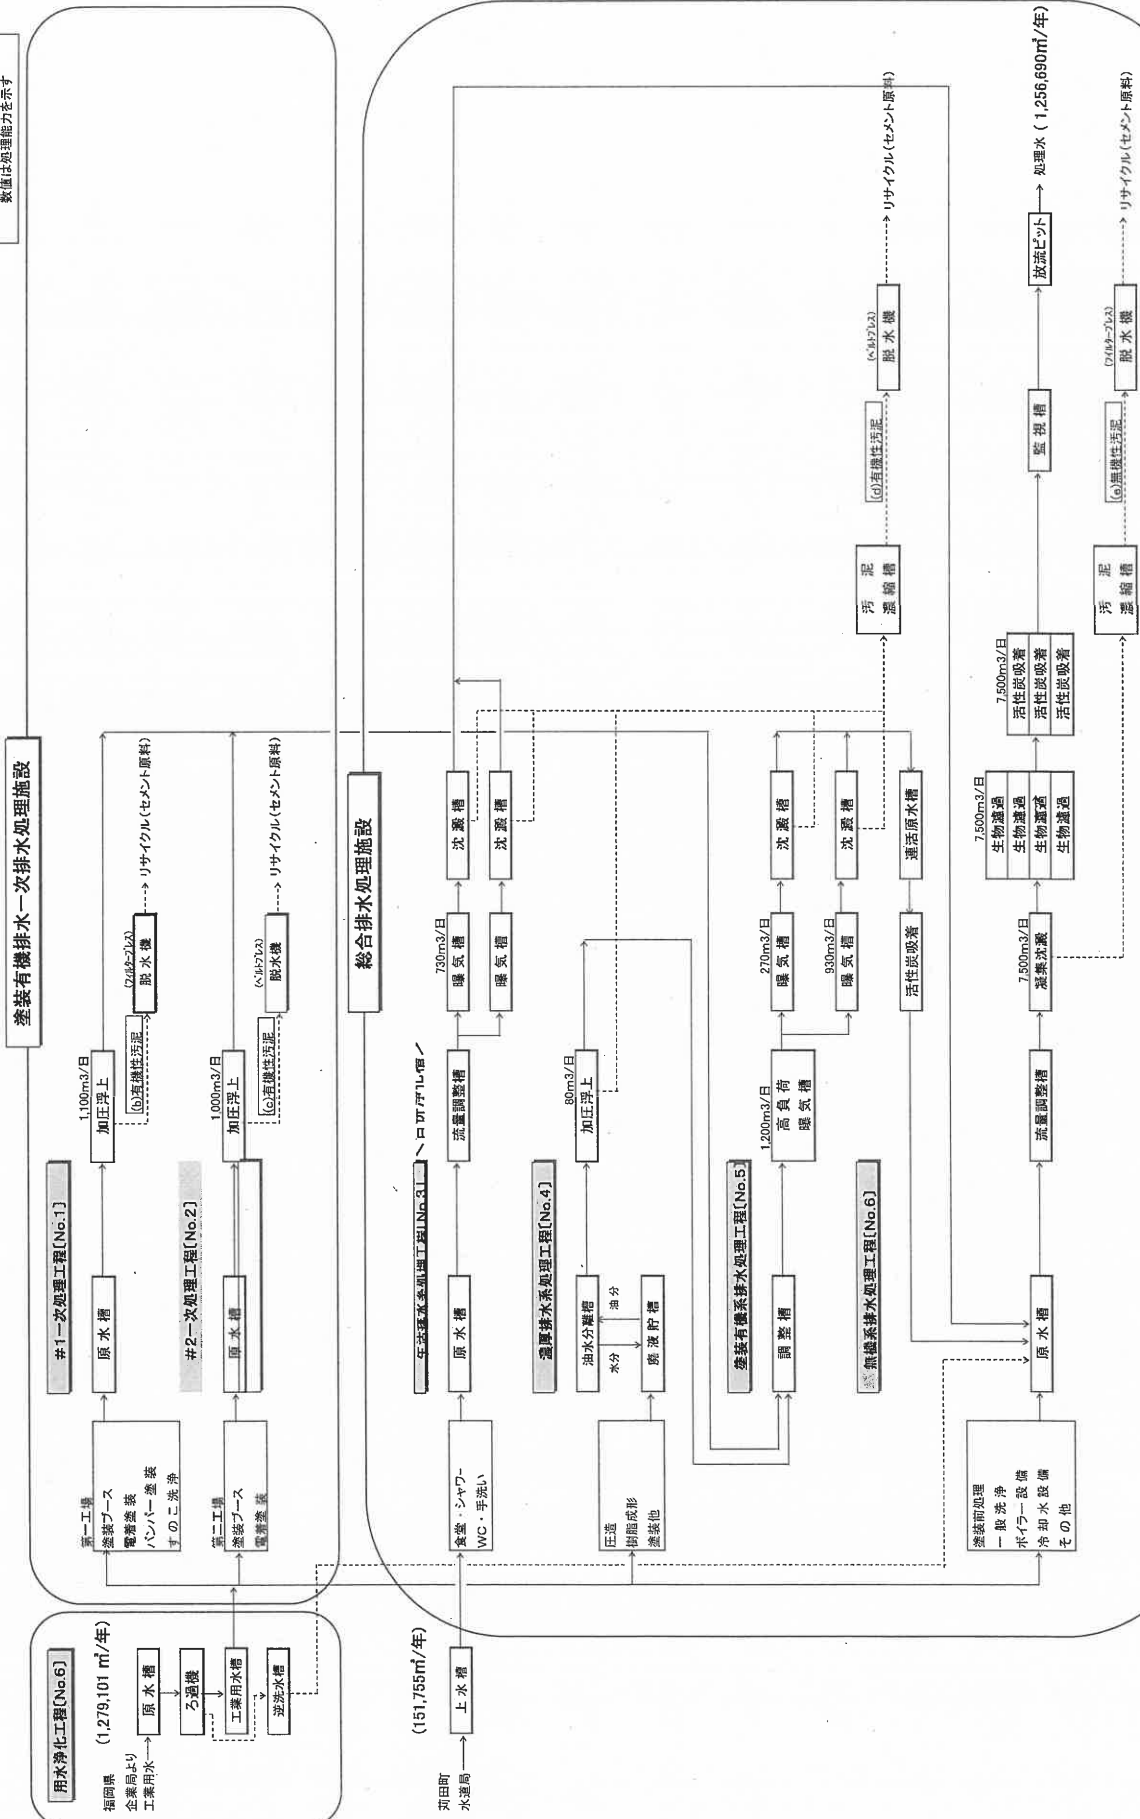 数値は処理能力を示す
塗装有機排水一次排水処理施設
用水浄化工程[No.6]
福岡県
企業局より
工業用水
(1,279,101 ㎥/年)
原水槽
ろ過機
工業用水槽
逆洗水槽
#1一次処理工程[No.1]
第一工場
塗装ブース
電着塗装
バンパー塗装
すのこ洗浄
原水槽
1,100m3/日
加圧浮上
(b)有機性汚泥
(フィルタープレス)
脱水機
リサイクル(セメント原料)
#2一次処理工程[No.2]
第二工場
塗装ブース
電着塗装
原水槽
1,000m3/日
加圧浮上
(c)有機性汚泥
(ベルトプレス)
脱水機
リサイクル(セメント原料)
総合排水処理施設
苅田町
水道局
(151,755㎥/年)
上水槽
食堂・シャワー
WC・手洗い
原水槽
流量調整槽
730m3/日
曝気槽
曝気槽
沈澱槽
沈澱槽
濃厚排水系処理工程[No.4]
圧造
樹脂成形
塗装他
油水分離槽
水分
油分
廃液貯槽
80m3/日
加圧浮上
塗装有機系排水処理工程[No.5]
調整槽
1,200m3/日
高負荷
曝気槽
270m3/日
曝気槽
930m3/日
曝気槽
沈澱槽
沈澱槽
連活原水槽
活性炭吸着
汚泥
濃縮槽
(d)有機性汚泥
(ベルトプレス)
脱水機
リサイクル(セメント原料)
無機系排水処理工程[No.6]
塗装前処理
一般洗浄
ボイラー設備
冷却水設備
その他
原水槽
流量調整槽
7,500m3/日
凝集沈澱
7,500m3/日
生物濾過
生物濾過
生物濾過
生物濾過
7,500m3/日
活性炭吸着
活性炭吸着
活性炭吸着
監視槽
放流ピット
処理水 ( 1,256,690㎥/年)
汚泥
濃縮槽
(e)無機性汚泥
(フィルタープレス)
脱水機
リサイクル(セメント原料)